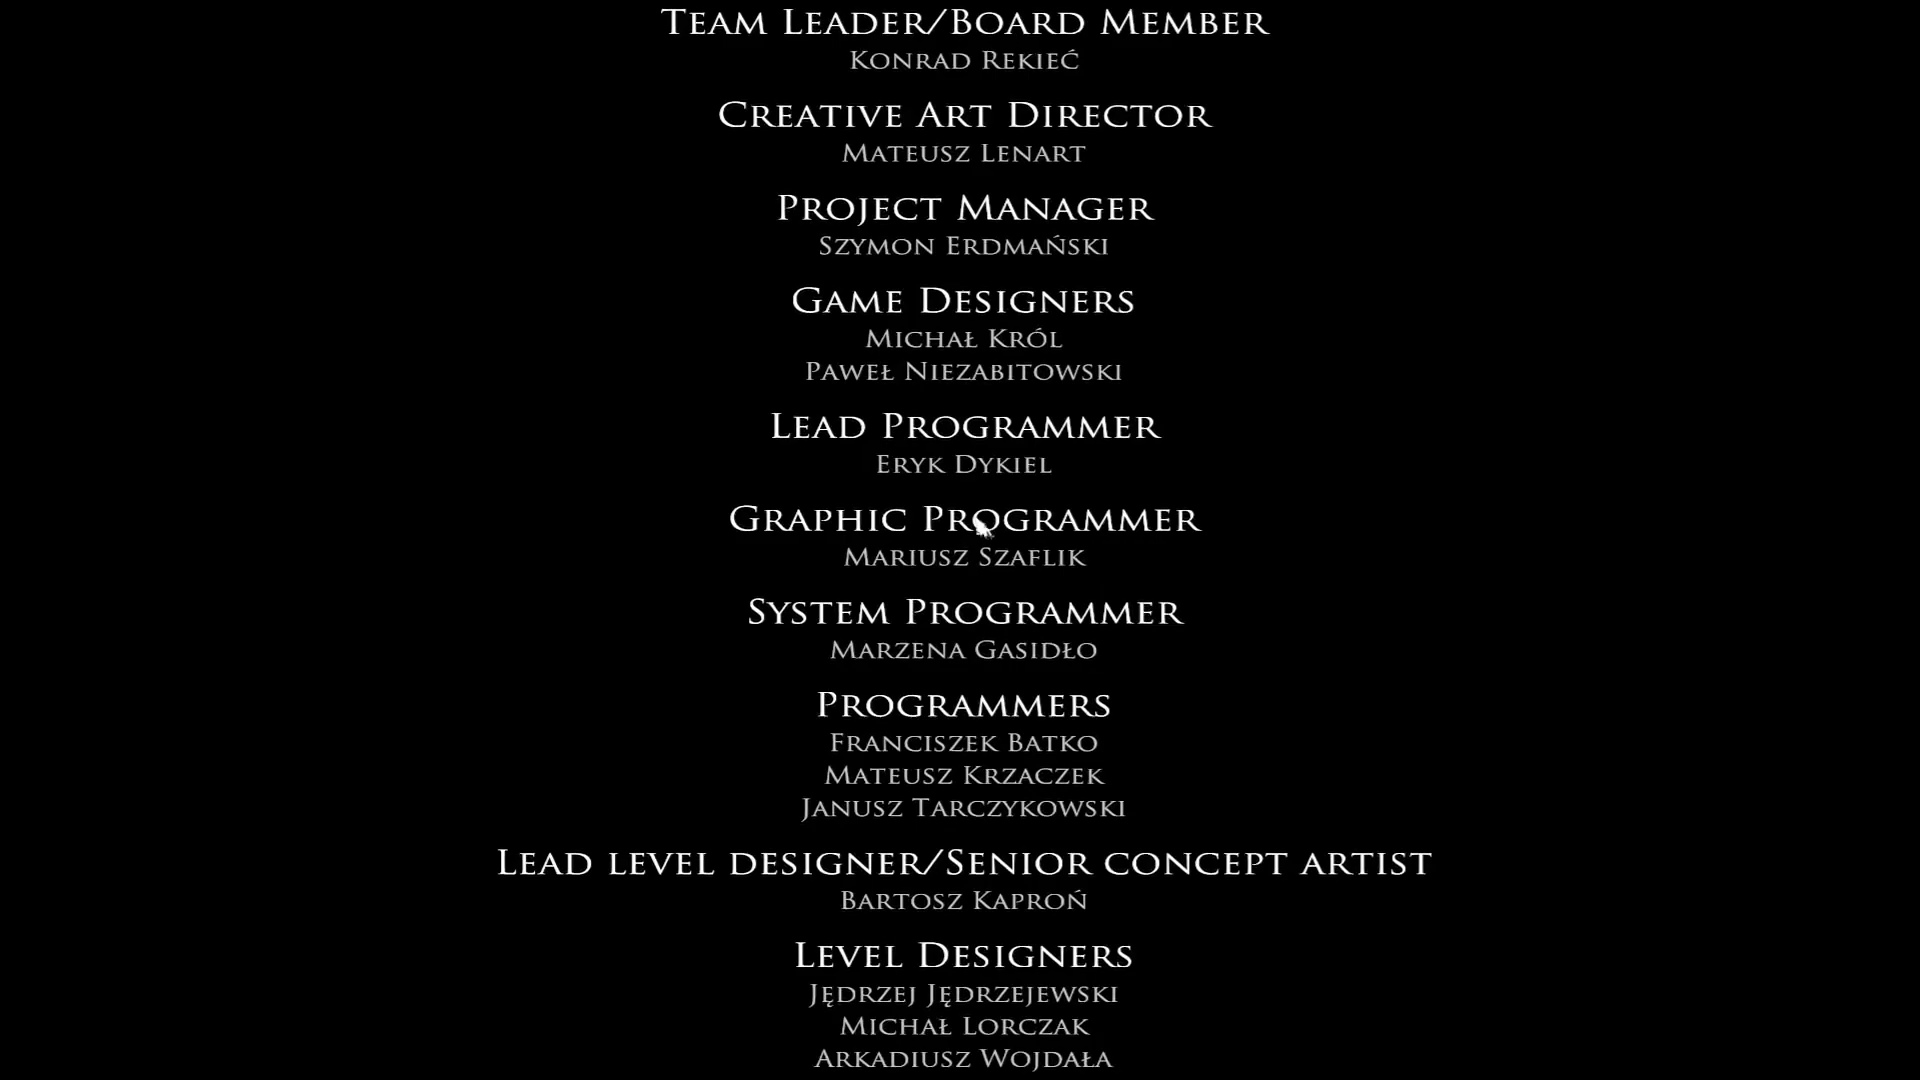 Team Leader/Board Member
Konrad Rekieć
Creative Art Director
Mateusz Lenart
Project Manager
Szymon Erdmański
Game Designers
Michał Król
Paweł Niezabitowski
Lead Programmer
Eryk Dykiel
Graphic Programmer
Mariusz Szaflik
System Programmer
Marzena Gasidło
Programmers
Franciszek Batko
Mateusz Krzaczek
Janusz Tarczykowski
Lead level designer/Senior concept artist
Bartosz Kaproń
Level Designers
Jędrzej Jędrzejewski
Michał Lorczak
Arkadiusz Wojdała